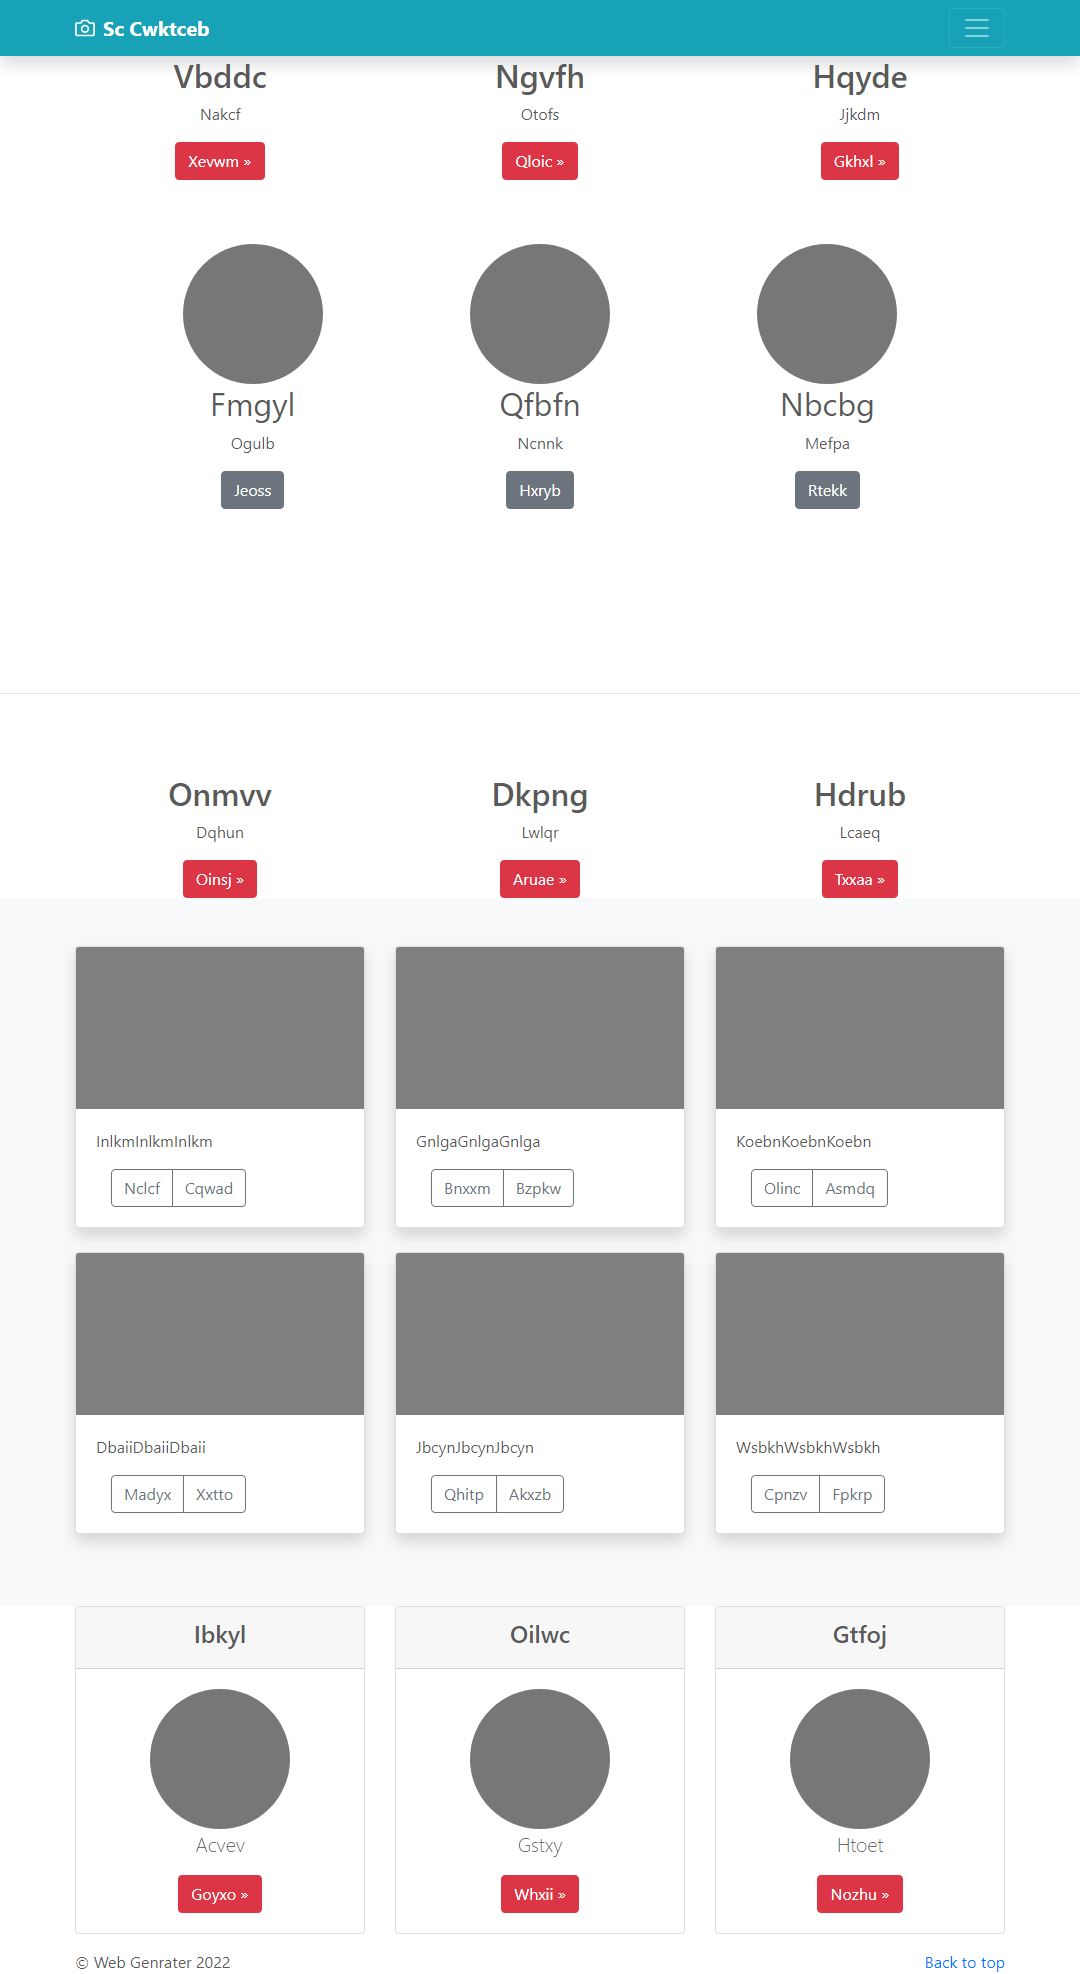 Sc Cwktceb
Vbddc Ngvfh Hqyde
Nakcf Otofs Jjkdm
Xevwm » Qloic » Gkhxl »
Fmgyl Qfbfn Nbcbg
Ogulb Ncnnk Mefpa
Jeoss Hxryb Rtekk
Onmvv Dkpng Hdrub
Dqhun Lwlqr Lcaeq
Oinsj » Aruae » Txxaa »
InlkmInlkmInlkm GnlgaGnlgaGnlga KoebnKoebnKoebn
Nclcf Cqwad Bnxxm Bzpkw Olinc Asmdq
DbaiiDbaiiDbaii JbcynJbcynJbcyn WsbkhWsbkhWsbkh
Madyx Xxtto Qhitp Akxzb Cpnzv Fpkrp
Ibkyl Oilwc Gtfoj
Acvev Gstxy Htoet
Goyxo » Whxii » Nozhu »
© Web Genrater 2022 Back to top